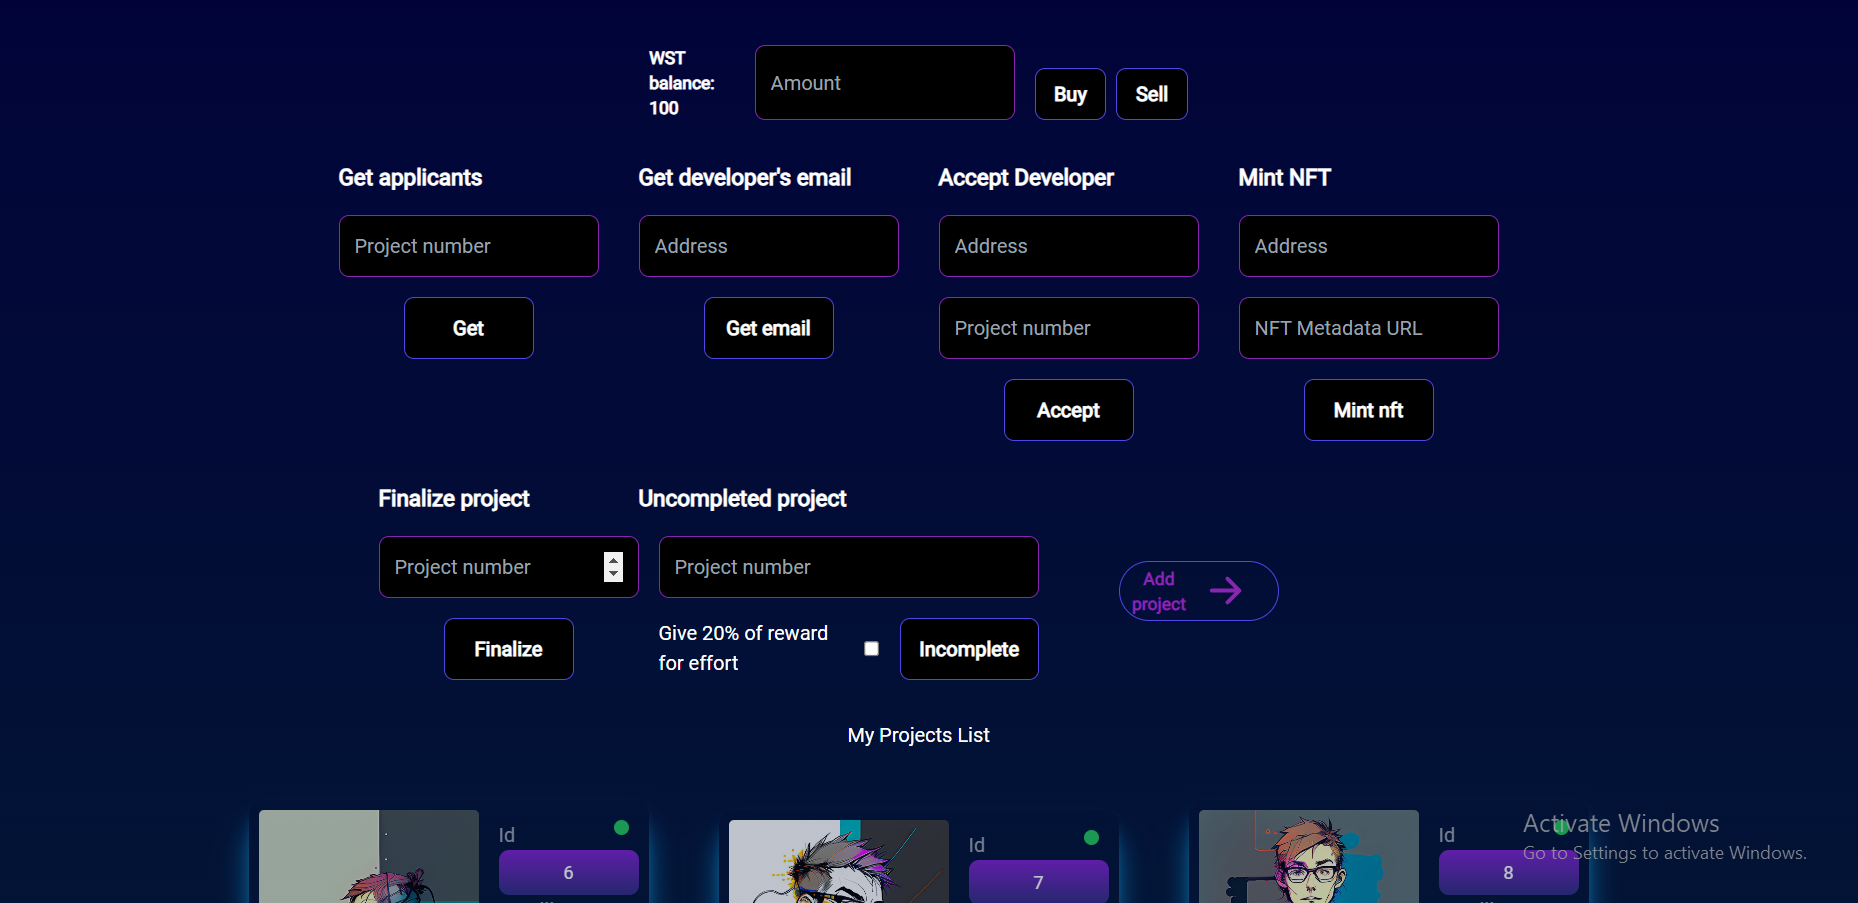 WST
balance:
100
Amount
Buy
Sell
Get applicants
Get developer's email
Accept Developer
Mint NFT
Project number
Address
Address
Address
Get
Get email
Project number
NFT Metadata URL
Accept
Mint nft
Finalize project
Uncompleted project
Project number
Project number
Add
project
Finalize
Give 20% of reward
for effort
Incomplete
My Projects List
Id
6
Id
7
Id
8
Activate Windows
Go to Settings to activate Windows.